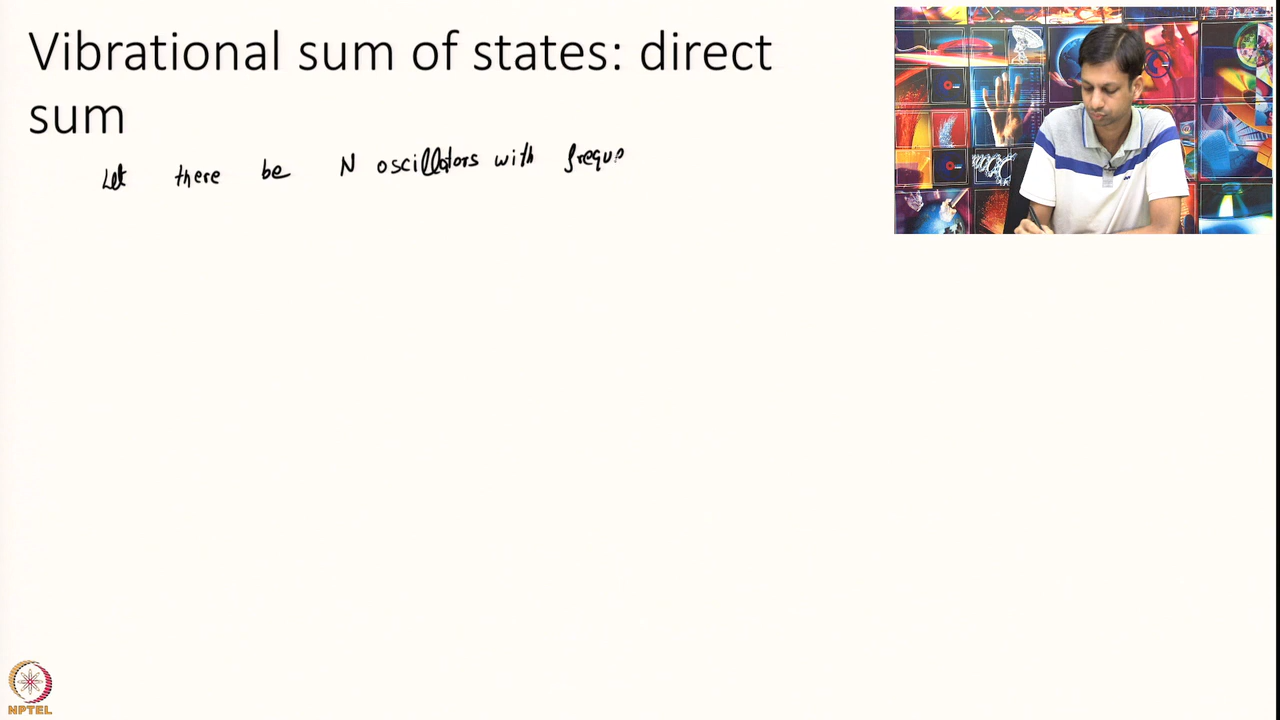 Vibrational sum of states: direct
sum
Let there be N oscillators with freque
NPTEL